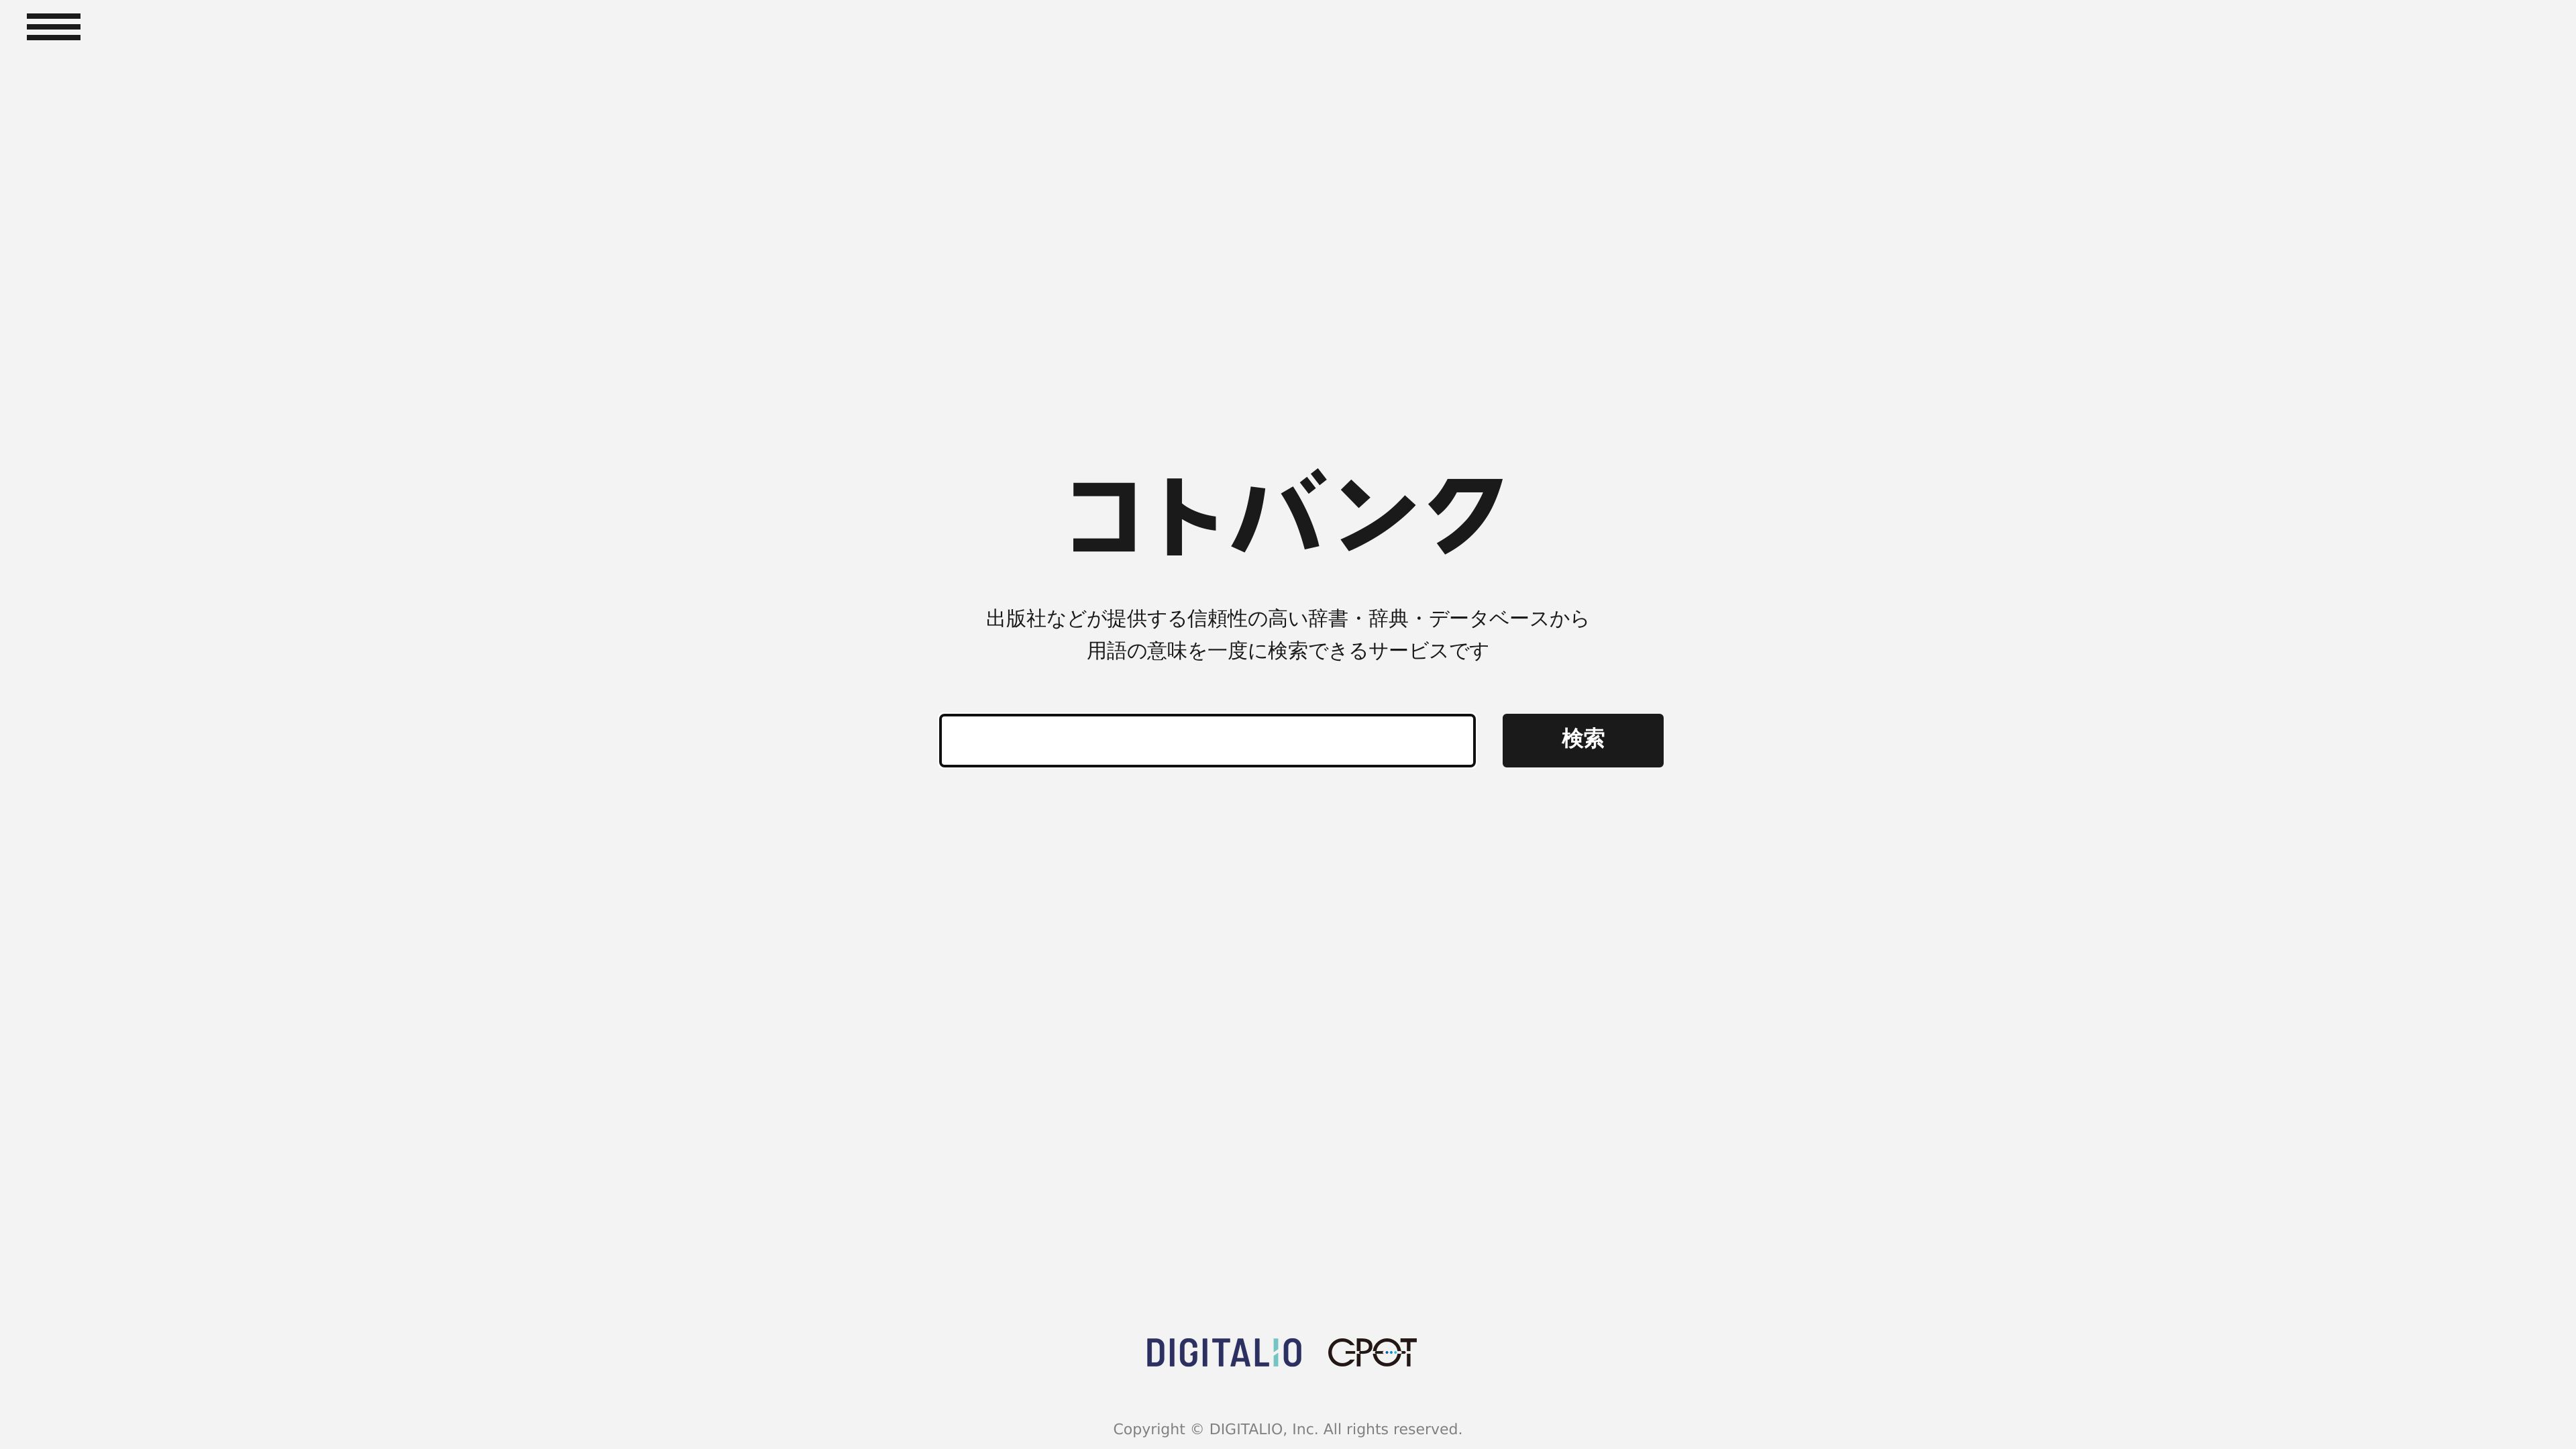 コトバンク
出版社などが提供する信頼性の高い辞書・辞典・データベースから
用語の意味を一度に検索できるサービスです
検索
DIGITALIO CPOT
Copyright © DIGITALIO, Inc. All rights reserved.